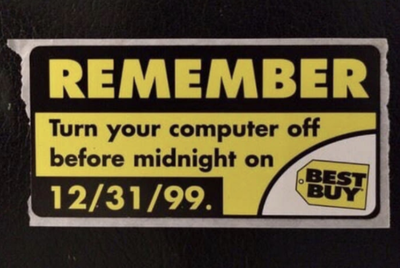 REMEMBER
Turn your computer off
before midnight on
12/31/99.
BEST
BUY